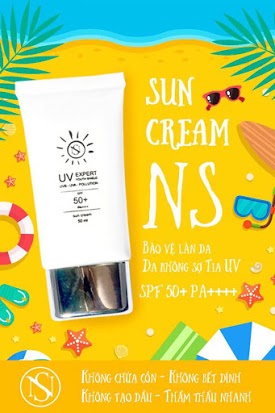 SUN
CREAM
NS
UV EXPERT
YOUTH SHIELD
UVB · UVA · POLLUTION
SPF
50+
PA++++
Sun cream
50 ml
Bảo vệ làn da
Da không sợ Tia UV
SPF 50+ PA++++
Không chứa cồn - Không bết dính
Không tạo dầu - Thẩm thấu nhanh